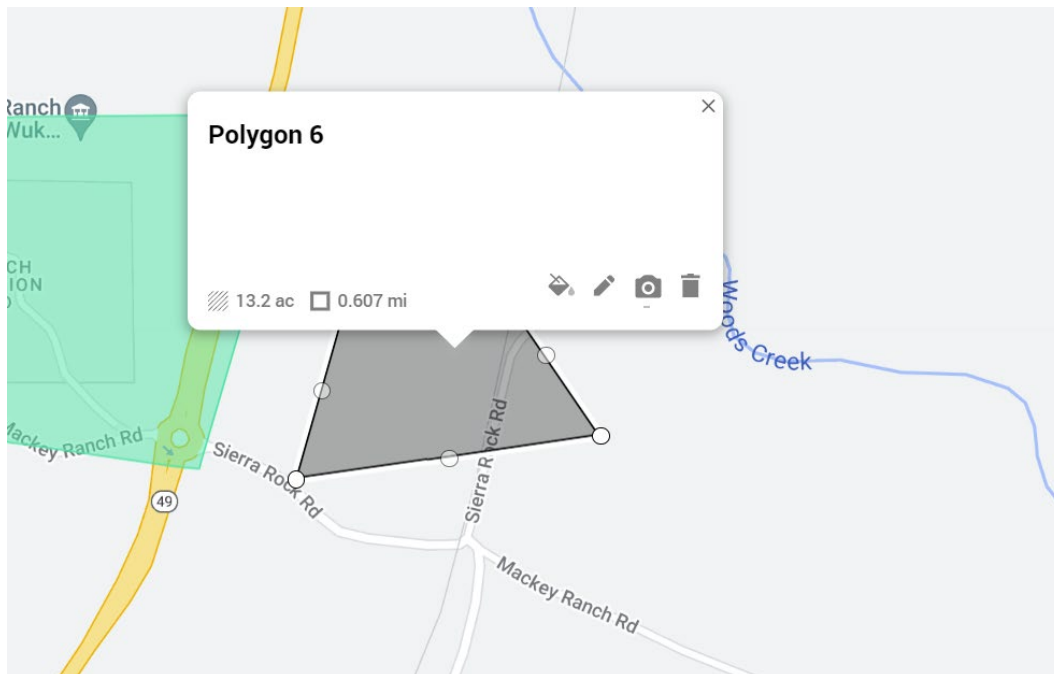 Ranch
Wuk...
Polygon 6
CH
ION
13.2 ac
0.607 mi
Woods Creek
Mackey Ranch Rd
Sierra Rock Rd
Sierra Rock Rd
49
Mackey Ranch Rd